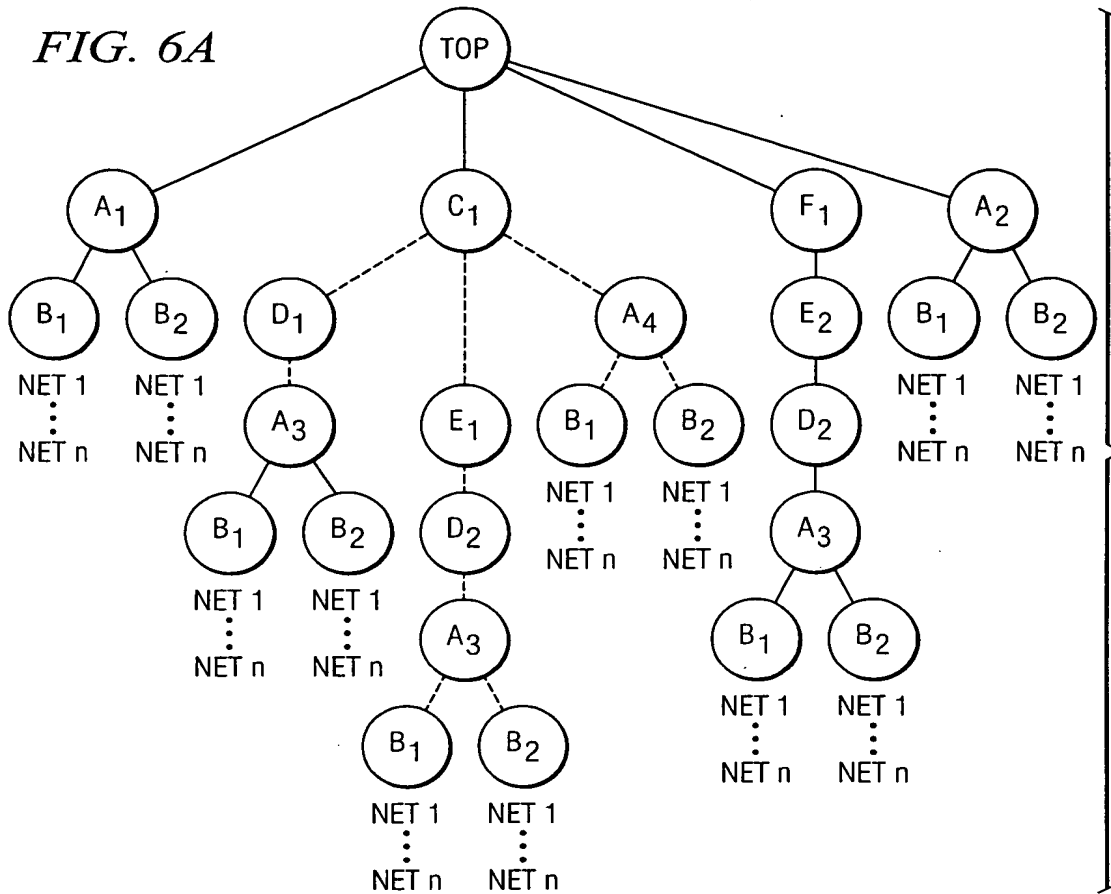 FIG. 6A
TOP
A1 C1 F1 A2
B1 B2 D1 A4 E2 B1 B2
NET 1 NET 1 NET 1 NET 1
NET n NET n NET n NET n
A3 E1 B1 B2 D2
NET 1 NET 1
NET n NET n
B1 B2 D2 A3
NET 1 NET 1
NET n NET n
A3 B1 B2
NET 1 NET 1
NET n NET n
B1 B2
NET 1 NET 1
NET n NET n